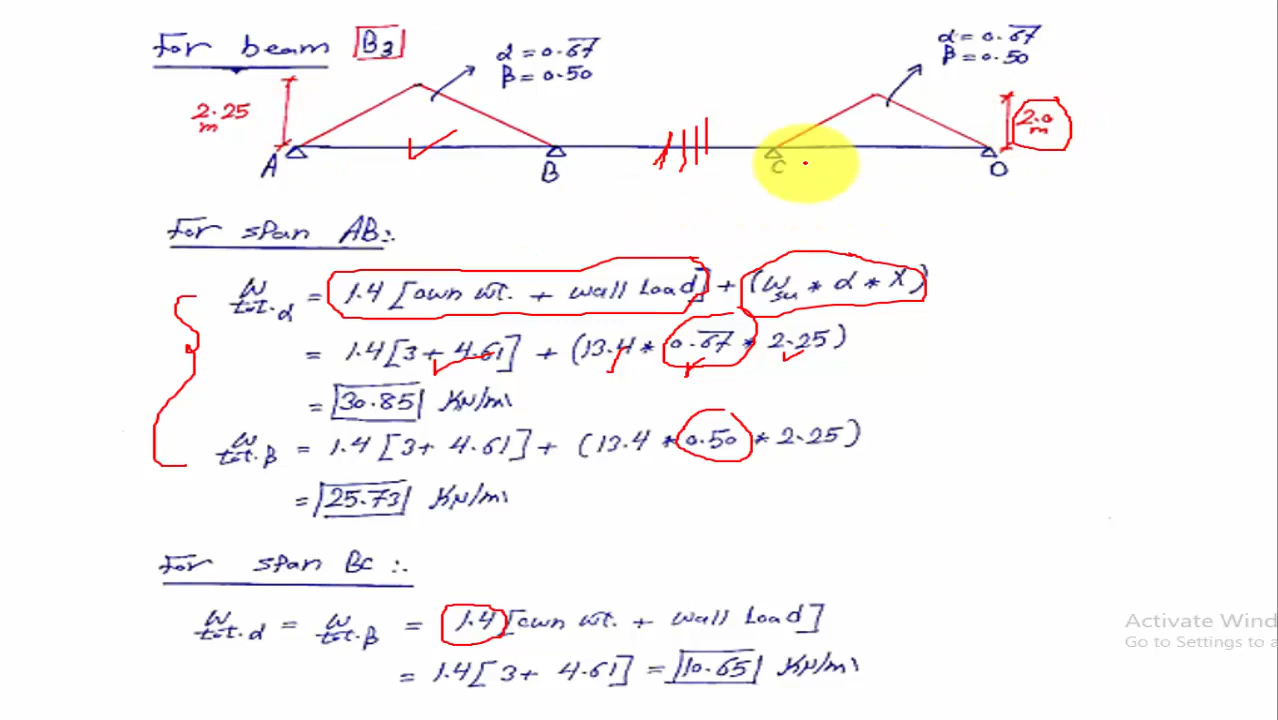 For beam B3
α = 0.67
β = 0.50
α = 0.67
β = 0.50
2.25
m
2.0
m
A
B
C
D
For span AB:.
W tot.α = 1.4 [own wt. + wall load] + (Wsu * α * X)
= 1.4 [3 + 4.61] + (13.4 * 0.67 * 2.25)
= 30.85 KN/m
W tot.β = 1.4 [3 + 4.61] + (13.4 * 0.50 * 2.25)
= 25.73 KN/m
For span BC :.
W tot.α = W tot.β = 1.4 [own wt. + wall load]
= 1.4 [3 + 4.61] = 10.65 KN/m
Activate Wind
Go to Settings to a